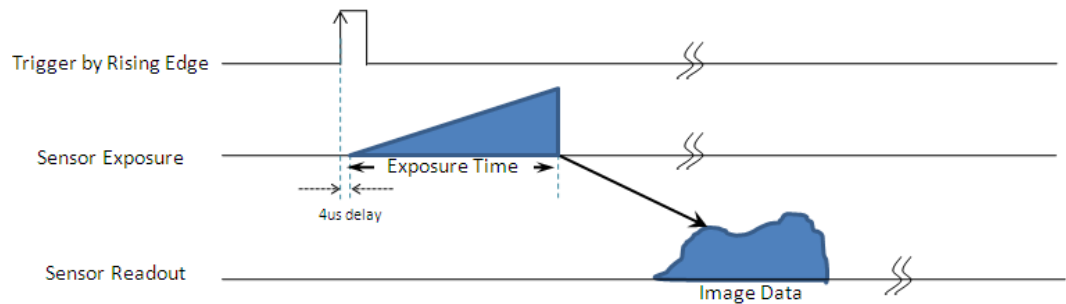 Trigger by Rising Edge
Sensor Exposure
Exposure Time
4us delay
Sensor Readout
Image Data